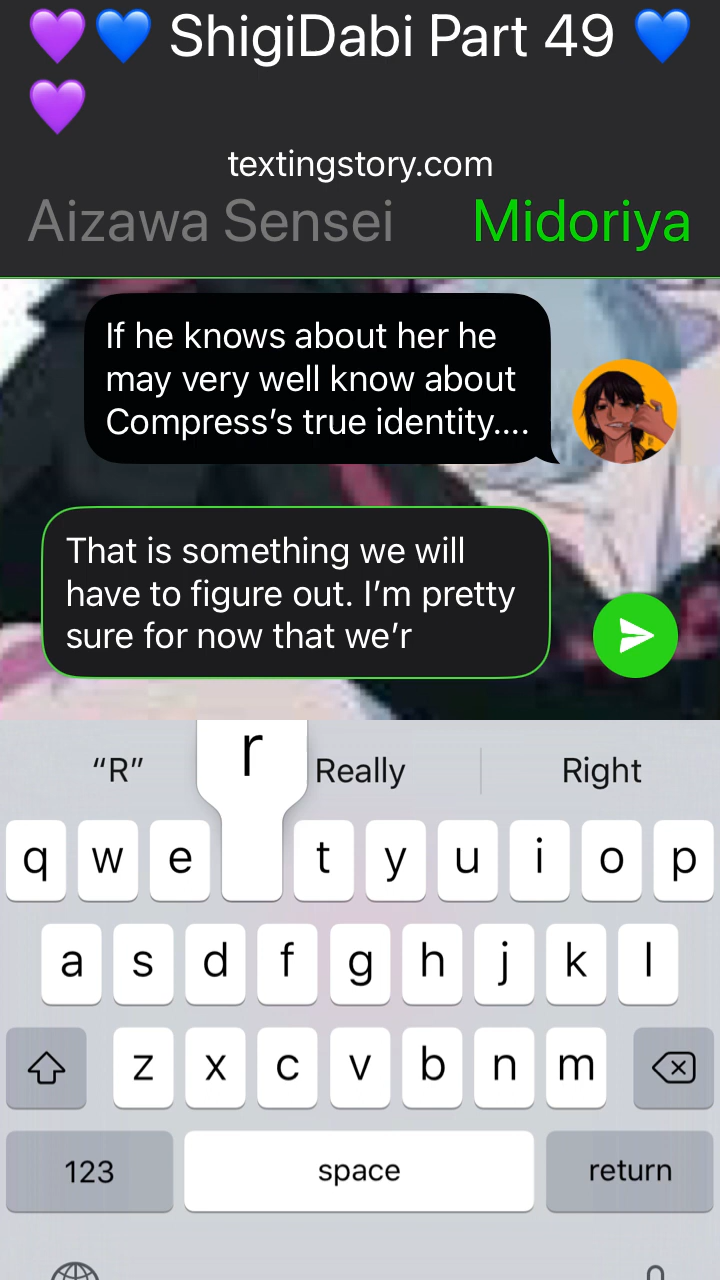 💜💙 ShigiDabi Part 49 💙
💜
textingstory.com
Aizawa Sensei Midoriya
If he knows about her he
may very well know about
Compress’s true identity....
That is something we will
have to figure out. I’m pretty
sure for now that we’r
“R” Really Right
r
q w e t y u i o p
a s d f g h j k l
z x c v b n m
123 space return